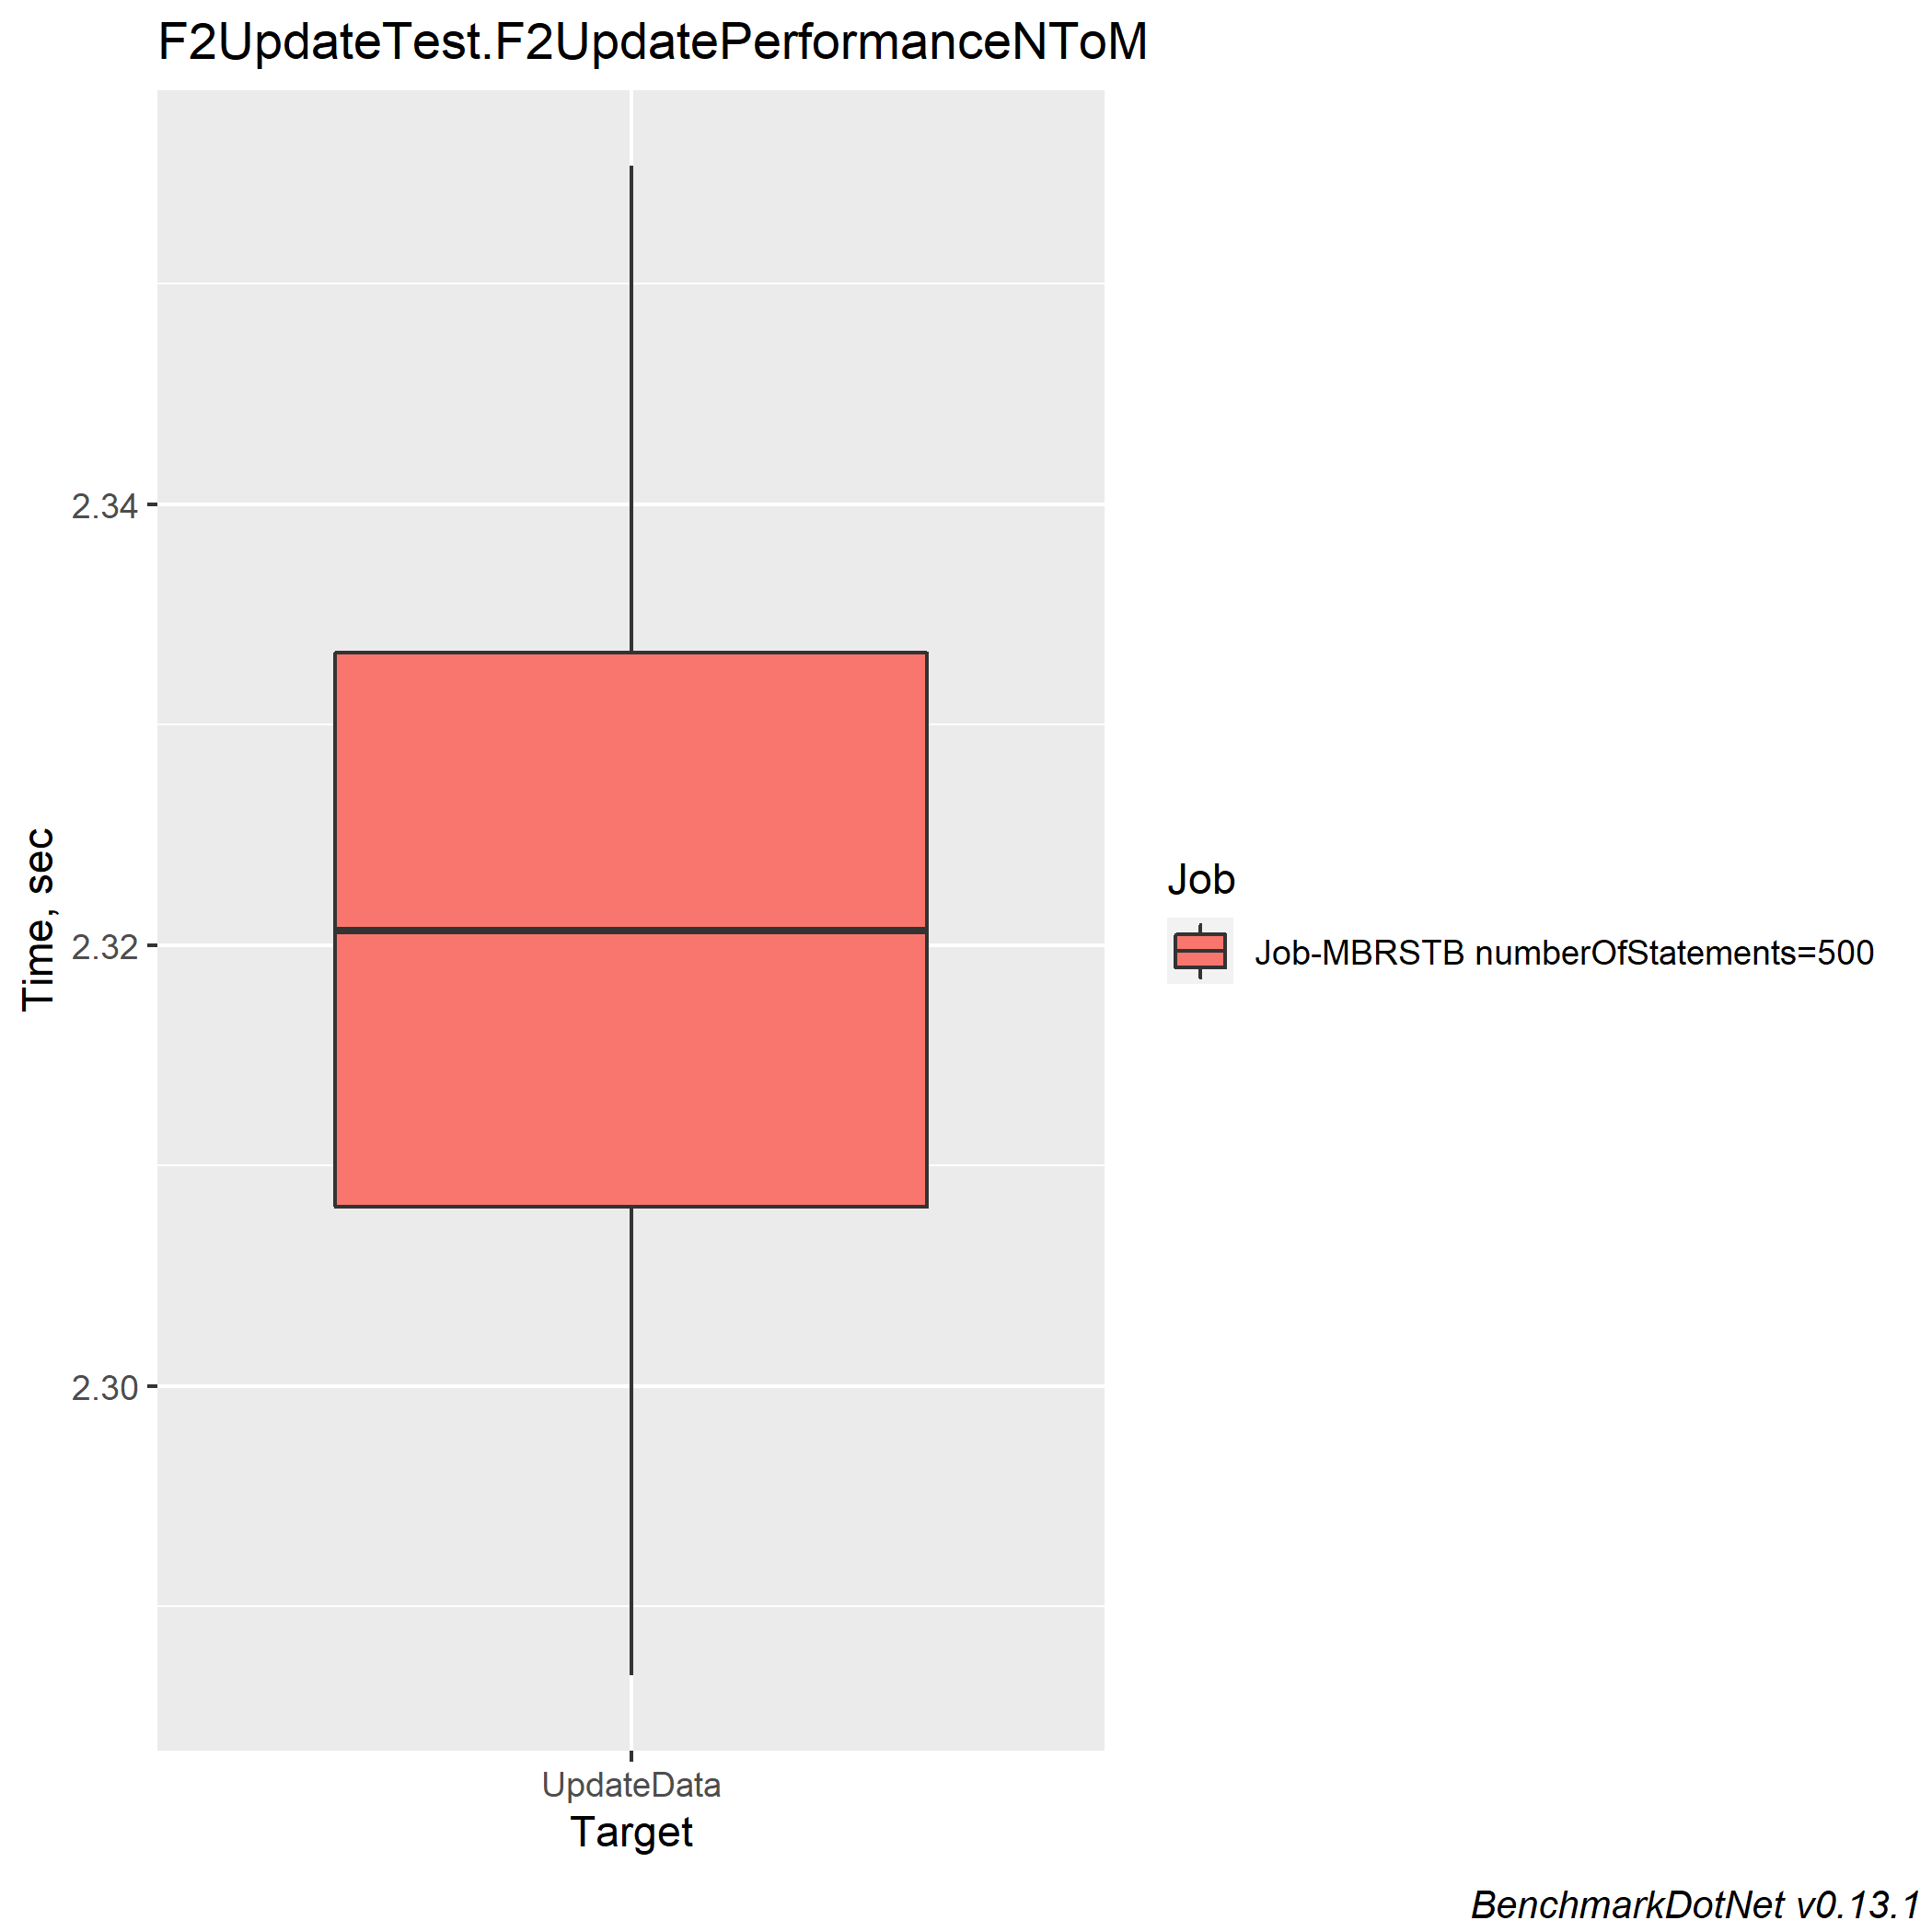 F2UpdateTest.F2UpdatePerformanceNToM
Time, sec
2.34
2.32
2.30
UpdateData
Target
Job
Job-MBRSTB numberOfStatements=500
BenchmarkDotNet v0.13.1